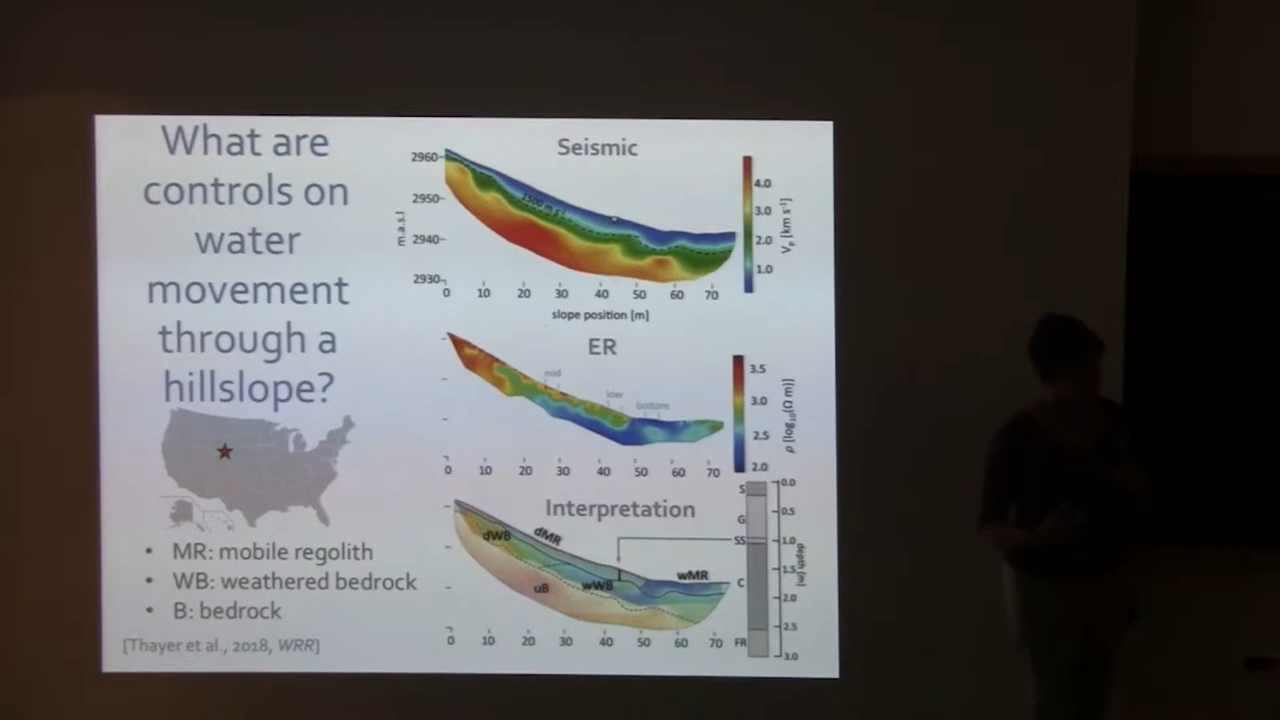 What are
controls on
water
movement
through a
hillslope?
• MR: mobile regolith
• WB: weathered bedrock
• B: bedrock
[Thayer et al., 2018, WRR]
Seismic
2960
2950
2940
2930
m.a.s.l
1500 m s⁻¹
0 10 20 30 40 50 60 70
slope position [m]
4.0
3.0
2.0
1.0
Vp [km s⁻¹]
ER
mid
low
bottom
0 10 20 30 40 50 60 70
3.5
3.0
2.5
2.0
ρ [log₁₀(Ω m)]
Interpretation
dWB
dMR
uB
wWB
wMR
0 10 20 30 40 50 60 70
S
G
SS
C
FR
0.0
0.5
1.0
1.5
2.0
2.5
3.0
depth [m]